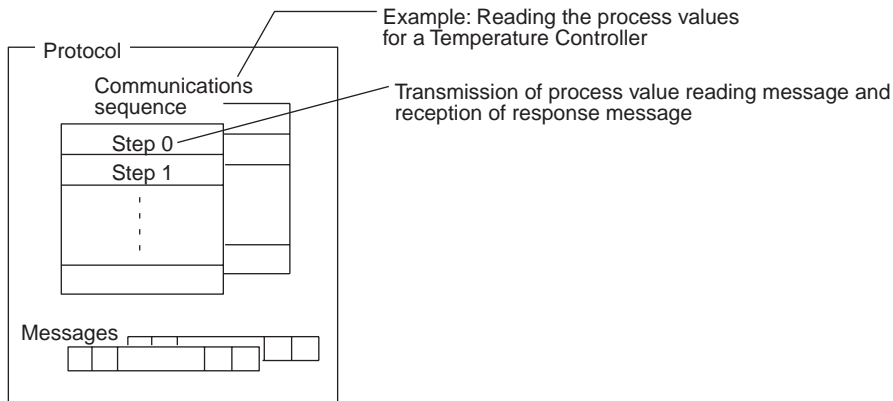 Example: Reading the process values
for a Temperature Controller
Protocol
Communications
sequence
Transmission of process value reading message and
reception of response message
Step 0
Step 1
Messages